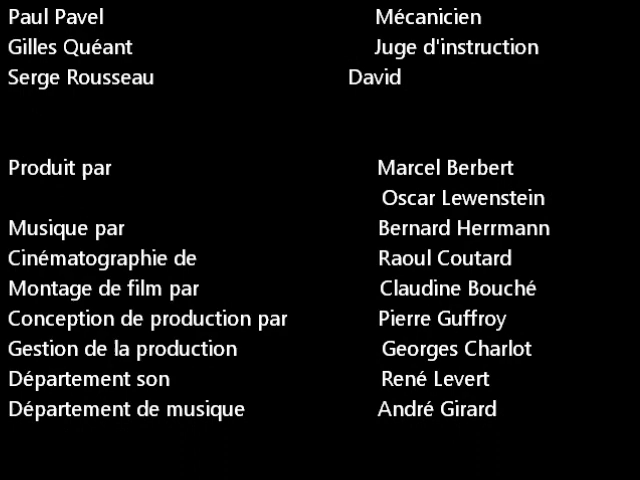 Paul Pavel Mécanicien
Gilles Quéant Juge d'instruction
Serge Rousseau David
Produit par Marcel Berbert
Oscar Lewenstein
Musique par Bernard Herrmann
Cinématographie de Raoul Coutard
Montage de film par Claudine Bouché
Conception de production par Pierre Guffroy
Gestion de la production Georges Charlot
Département son René Levert
Département de musique André Girard